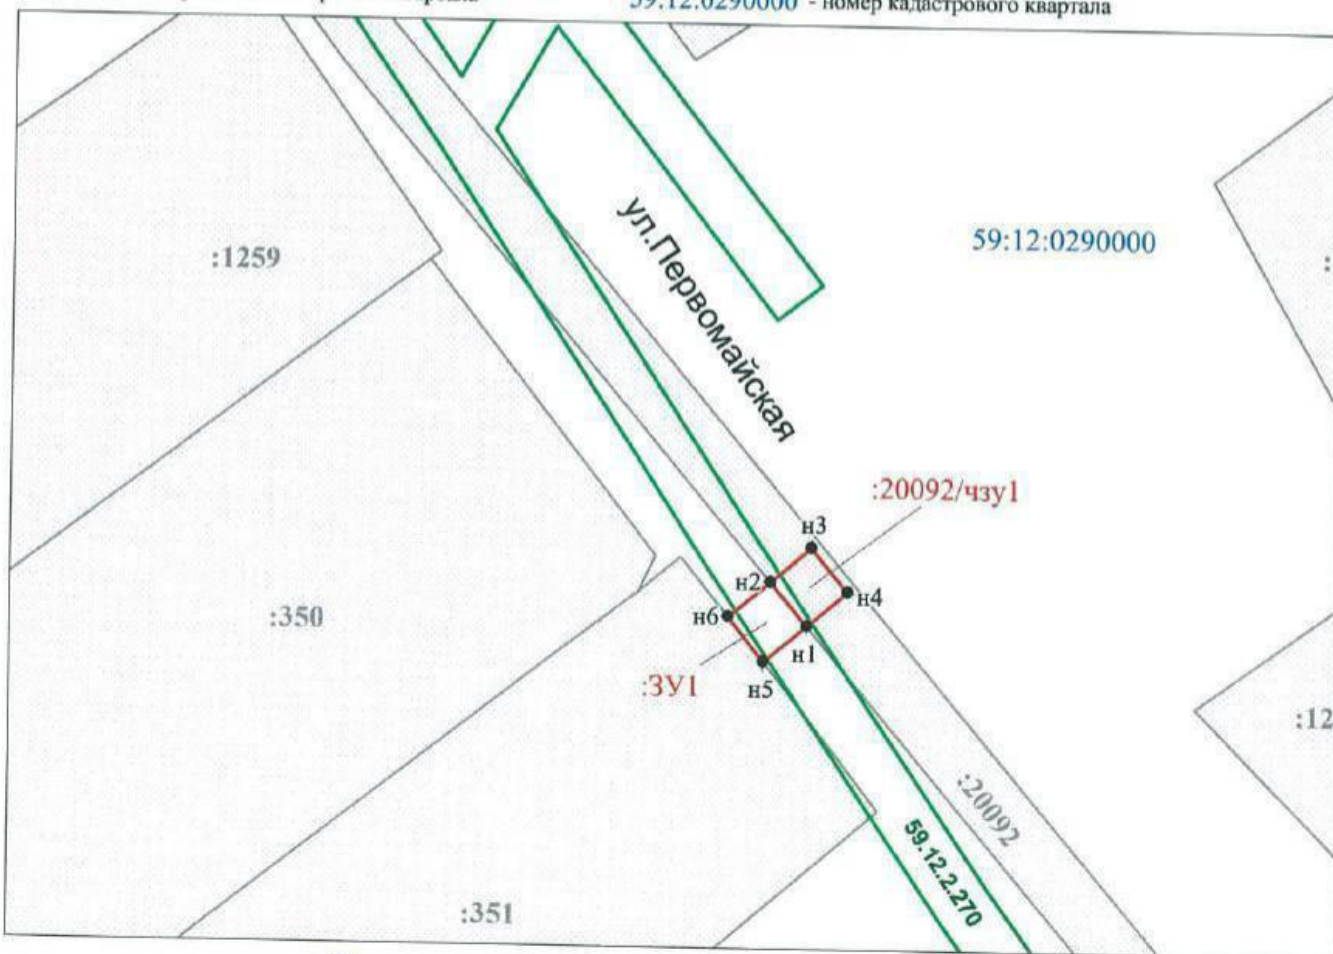 59:12:0290000 - номер кадастрового квартала
ул.Первомайская
59:12:0290000
:1259
:20092/чзу1
н3
н2
н4
н6
н1
:350
:ЗУ1
н5
:12
:20092
59.12.2.270
:351